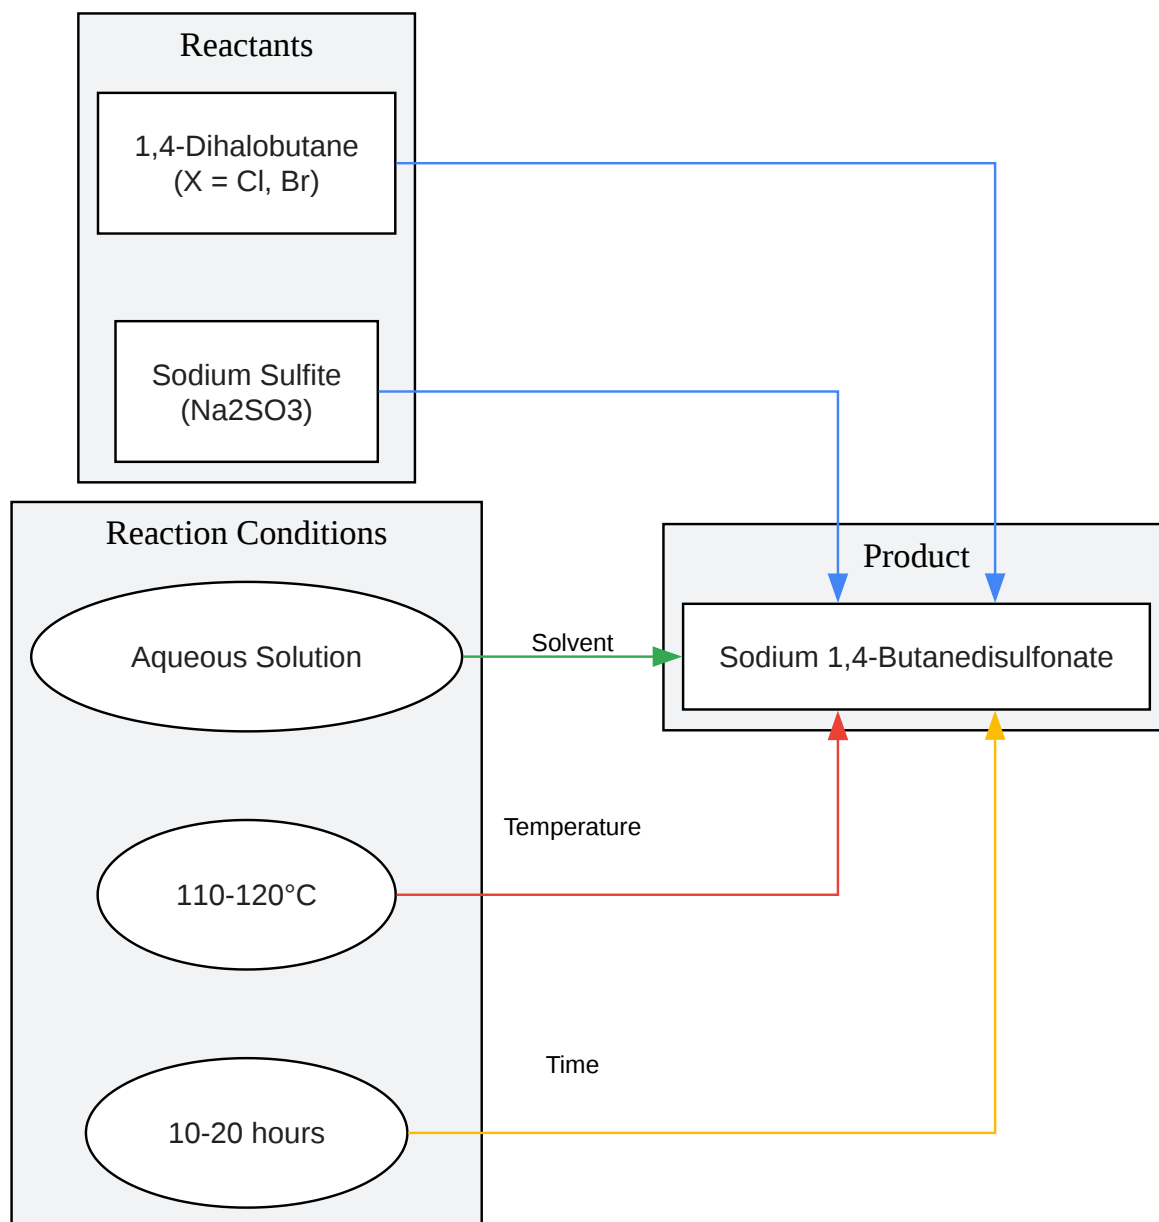 Reactants
1,4-Dihalobutane
(X = Cl, Br)
Sodium Sulfite
(Na2SO3)
Reaction Conditions
Aqueous Solution
Solvent
Product
Sodium 1,4-Butanedisulfonate
Temperature
110-120°C
Time
10-20 hours